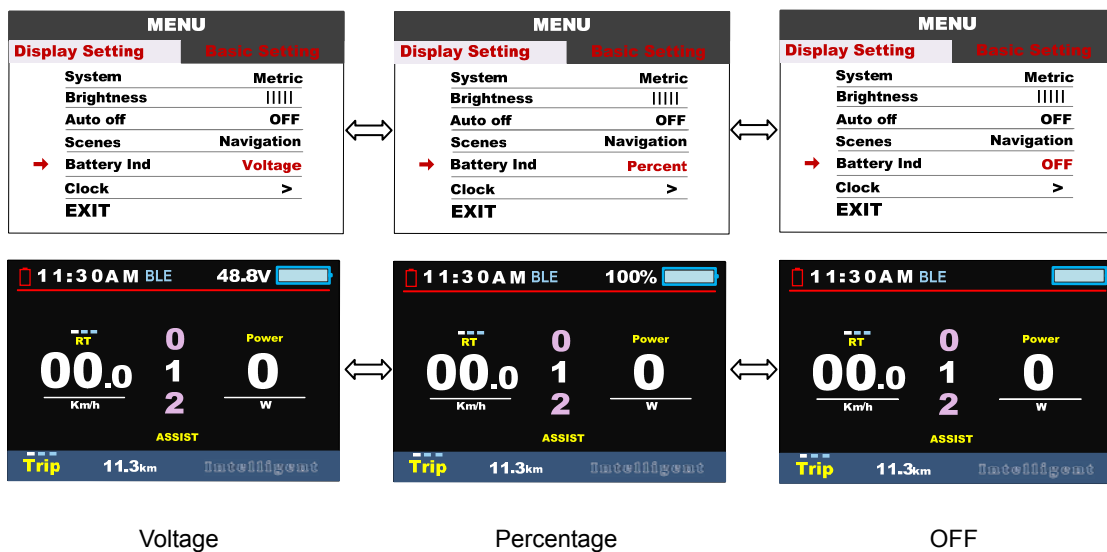 MENU
Display Setting Basic Setting
System Metric
Brightness |||||
Auto off OFF
Scenes Navigation
Battery Ind Voltage
Clock >
EXIT
MENU
Display Setting Basic Setting
System Metric
Brightness |||||
Auto off OFF
Scenes Navigation
Battery Ind Percent
Clock >
EXIT
MENU
Display Setting Basic Setting
System Metric
Brightness |||||
Auto off OFF
Scenes Navigation
Battery Ind OFF
Clock >
EXIT
11:30AM BLE 48.8V
RT 0 Power
00.0 1 0
Km/h 2 W
ASSIST
Trip 11.3km Intelligent
11:30AM BLE 100%
RT 0 Power
00.0 1 0
Km/h 2 W
ASSIST
Trip 11.3km Intelligent
11:30AM BLE
RT 0 Power
00.0 1 0
Km/h 2 W
ASSIST
Trip 11.3km Intelligent
Voltage Percentage OFF